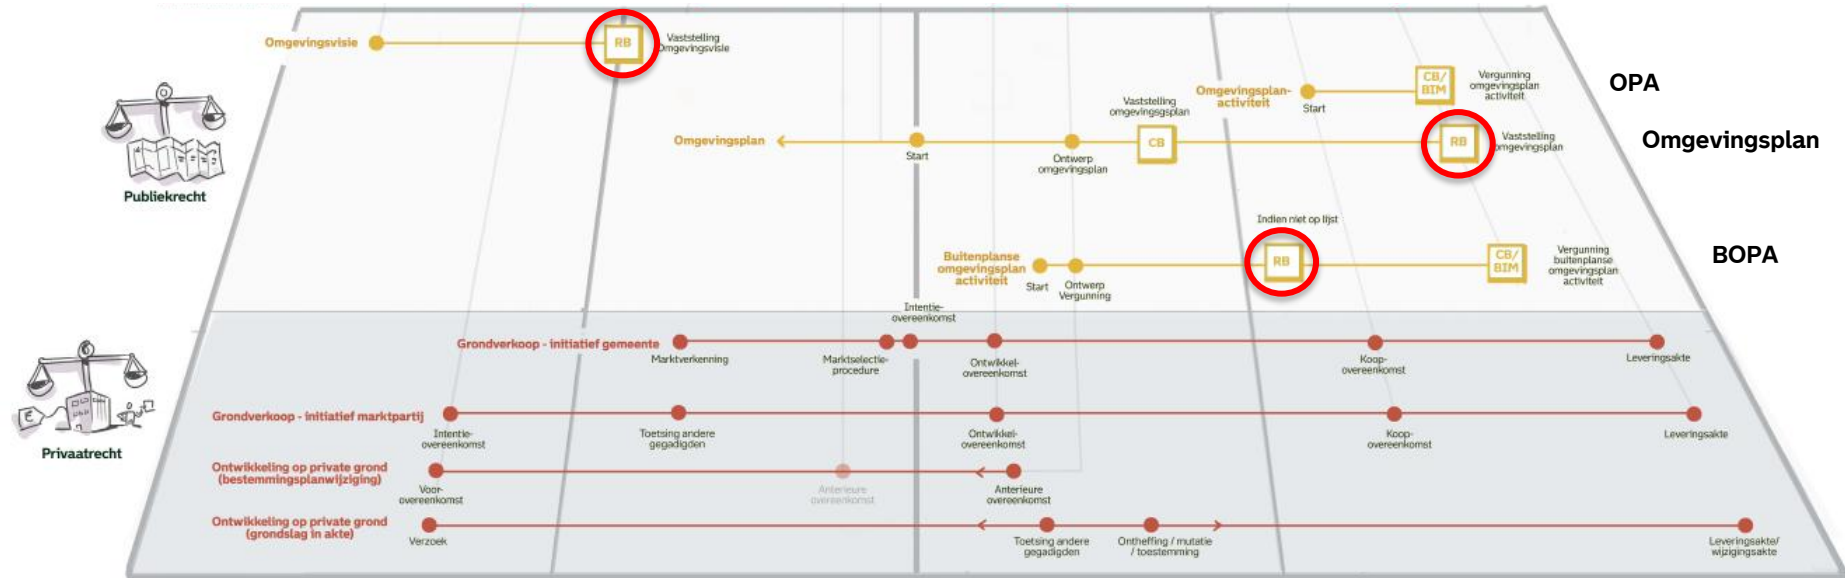 Omgevingsvisie
RB
Vaststelling
Omgevingsvisie
Omgevingsplan-
activiteit
Start
CB/
BIM
Vergunning
omgevingsplan
activiteit
OPA
Omgevingsplan
Start
Ontwerp
omgevingsplan
Vaststelling
omgevingsgsplan
CB
RB
Vaststelling
omgevingsplan
Omgevingsplan
Publiekrecht
Buitenplanse
omgevingsplan
activiteit
Start
Ontwerp
Vergunning
Indien niet op lijst
RB
CB/
BIM
Vergunning
buitenplanse
omgevingsplan
activiteit
BOPA
Grondverkoop - initiatief gemeente
Marktverkenning
Marktselectie-
procedure
Intentie-
overeenkomst
Ontwikkel-
overeenkomst
Koop-
overeenkomst
Leveringsakte
Grondverkoop - initiatief marktpartij
Intentie-
overeenkomst
Toetsing andere
gegadigden
Ontwikkel-
overeenkomst
Koop-
overeenkomst
Leveringsakte
€
Privaatrecht
Ontwikkeling op private grond
(bestemmingsplanwijziging)
Voor-
overeenkomst
Anterieure
overeenkomst
Anterieure
overeenkomst
Ontwikkeling op private grond
(grondslag in akte)
Verzoek
Toetsing andere
gegadigden
Ontheffing / mutatie
/ toestemming
Leveringsakte/
wijzigingsakte